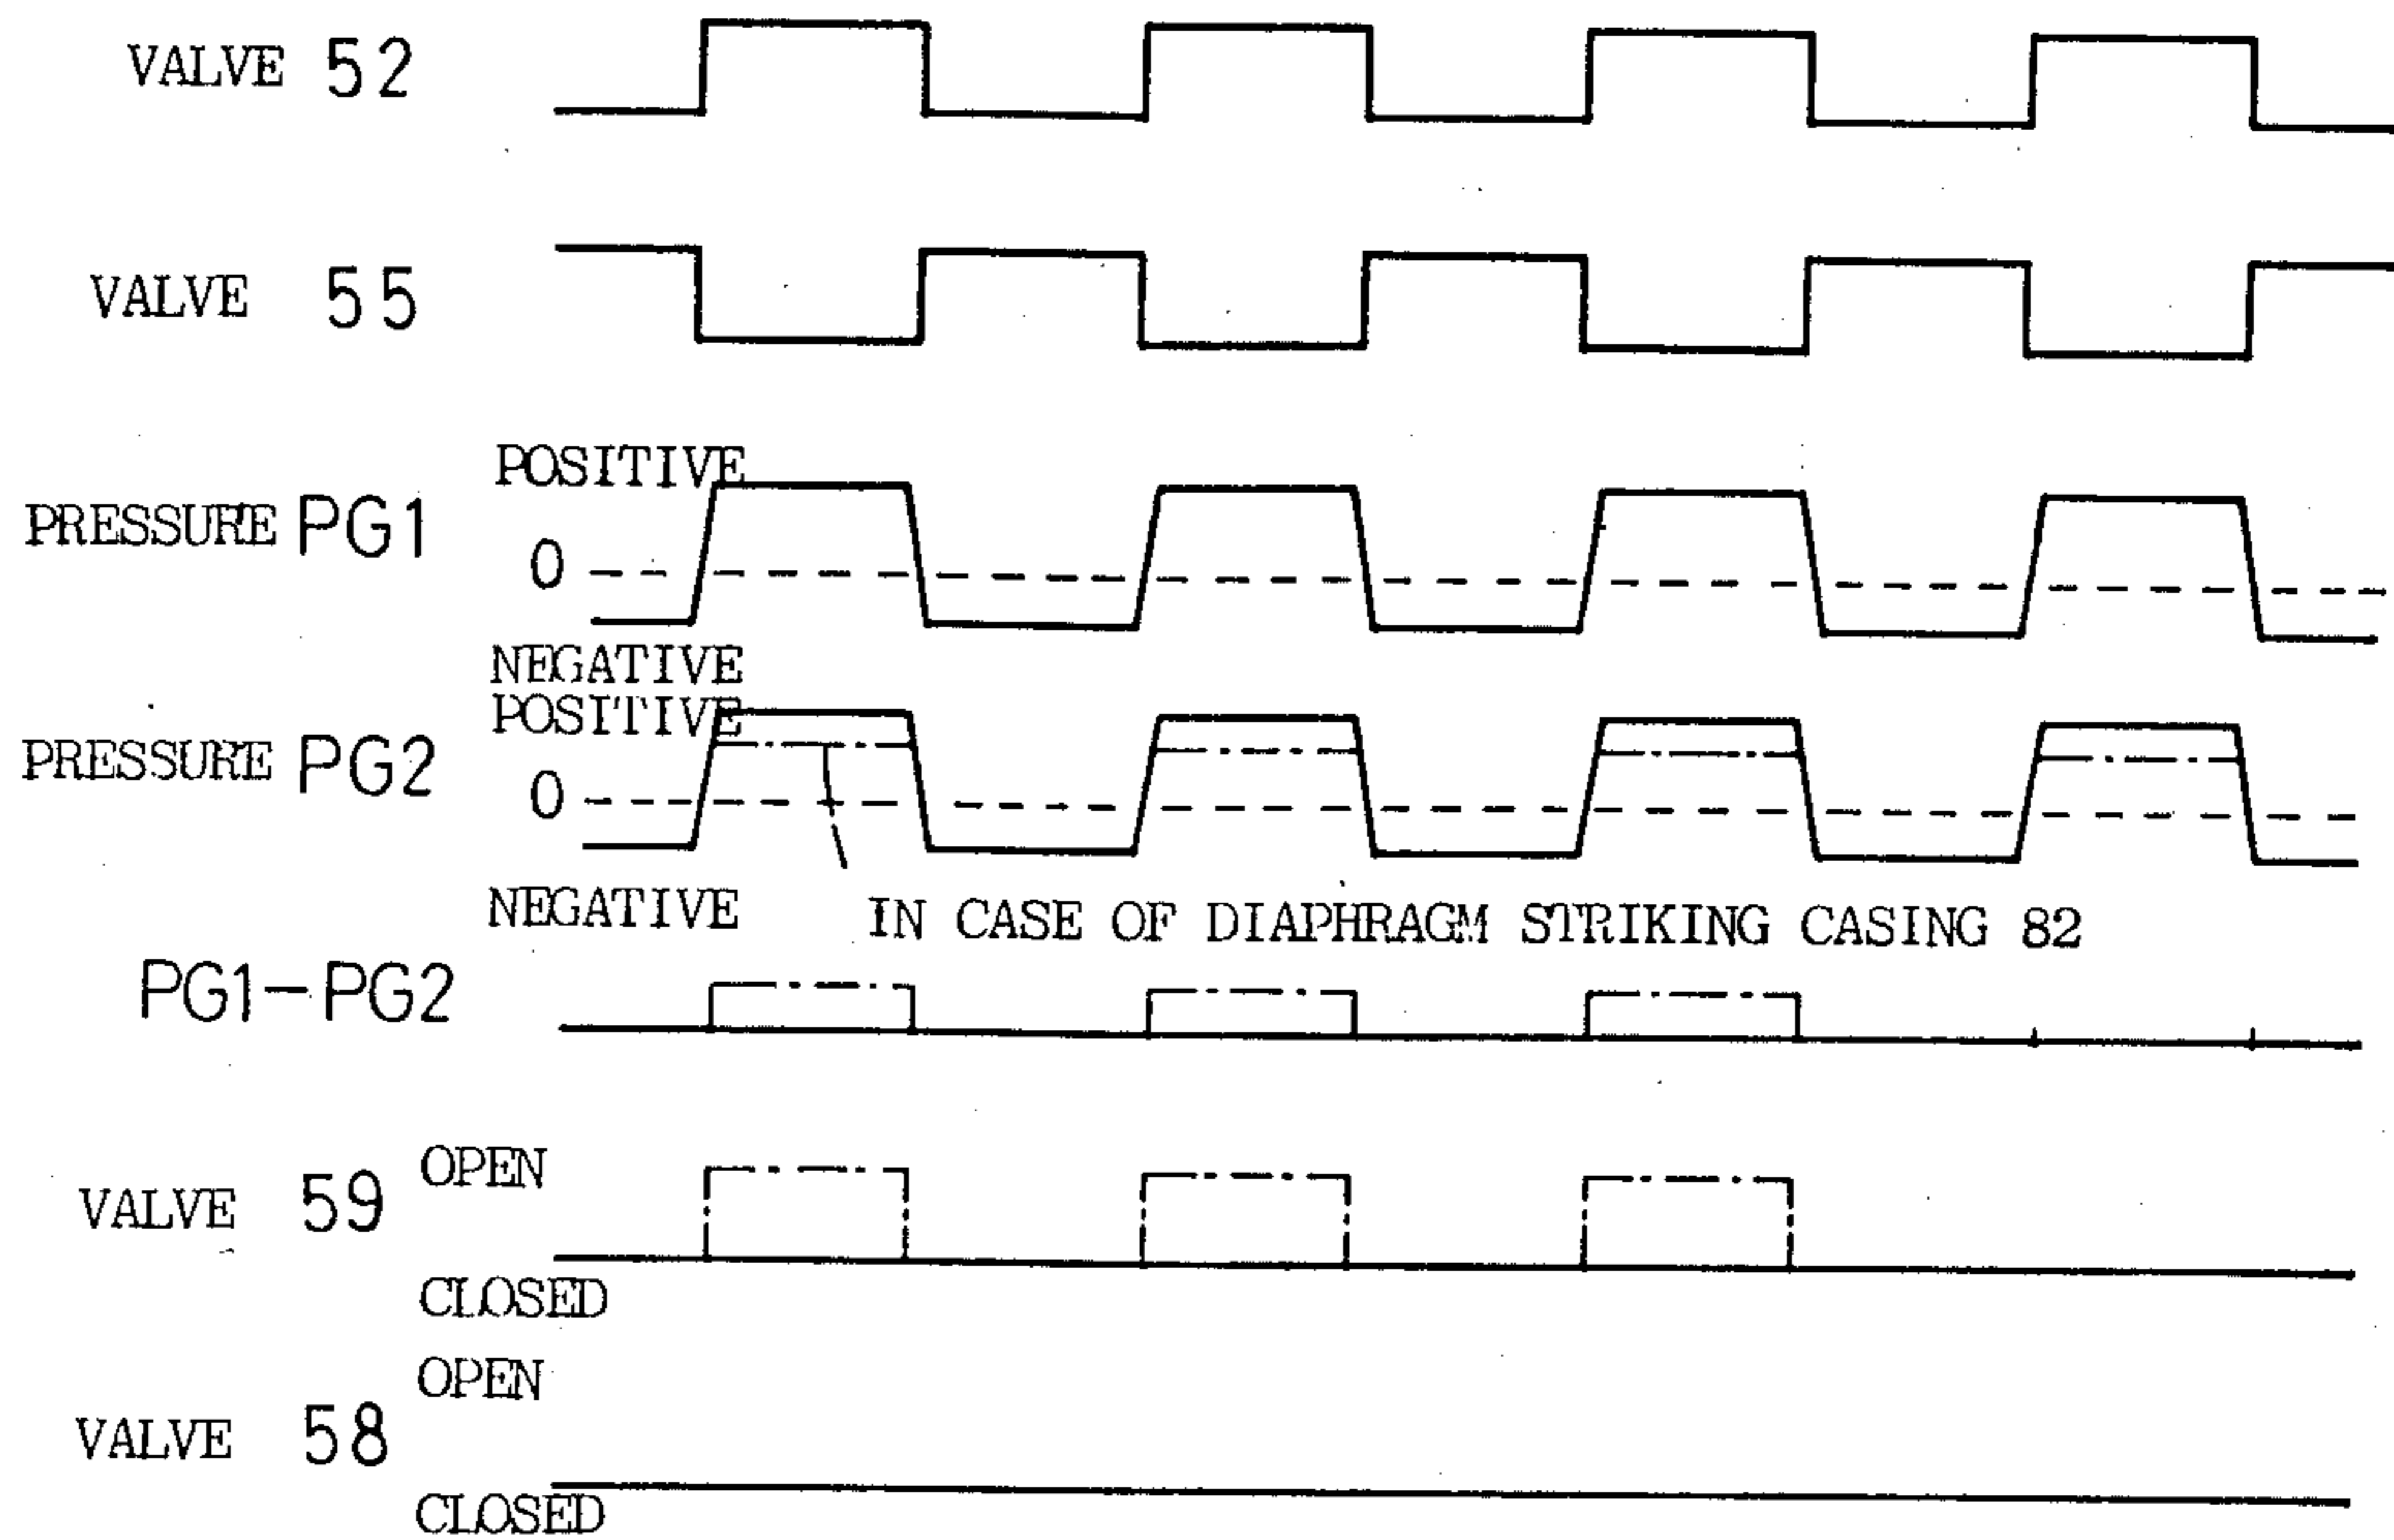 VALVE 52
VALVE 55
POSITIVE
PRESSURE PG1
0
NEGATIVE
POSITIVE
PRESSURE PG2
0
NEGATIVE
IN CASE OF DIAPHRAGM STRIKING CASING 82
PG1-PG2
OPEN
VALVE 59
CLOSED
OPEN
VALVE 58
CLOSED